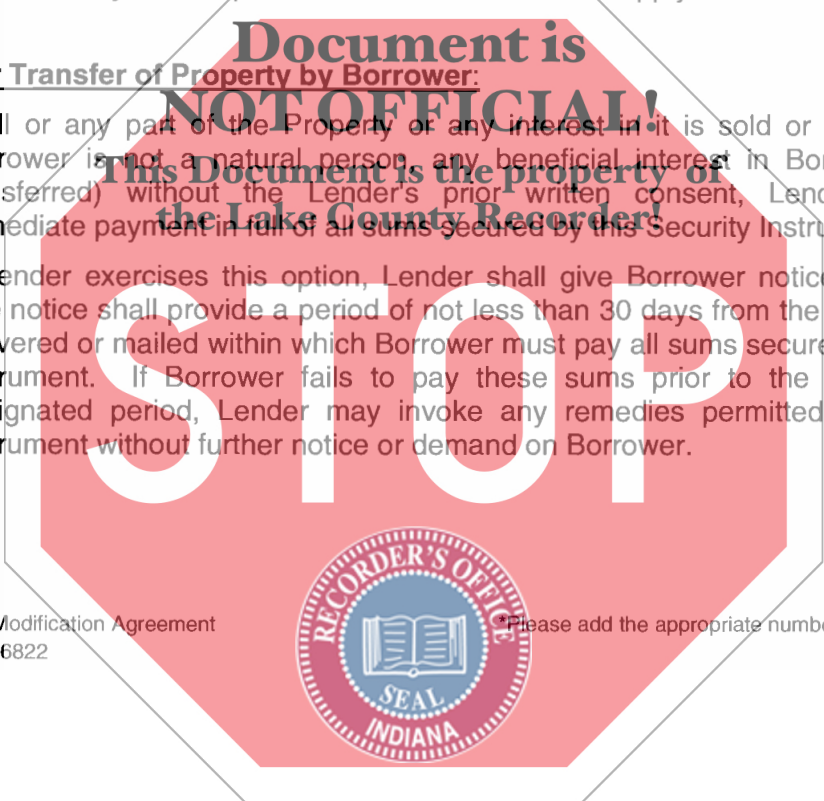 Document is
Transfer of Property by Borrower:
NOT OFFICIAL!
or any part of the Property or any interest in it is sold or
rower is not a natural person, any beneficial interest in Bor
This Document is the property of
sferred) without the Lender's prior written consent, Lend
the Lake County Recorder!
ediate payment in full of all sums secured by this Security Instru
ender exercises this option, Lender shall give Borrower notice
notice shall provide a period of not less than 30 days from the
vered or mailed within which Borrower must pay all sums secure
rument. If Borrower fails to pay these sums prior to the
ignated period, Lender may invoke any remedies permitted
rument without further notice or demand on Borrower.
STOP
RECORDER'S OFFICE
SEAL
INDIANA
Modification Agreement
*Please add the appropriate numbe
6822